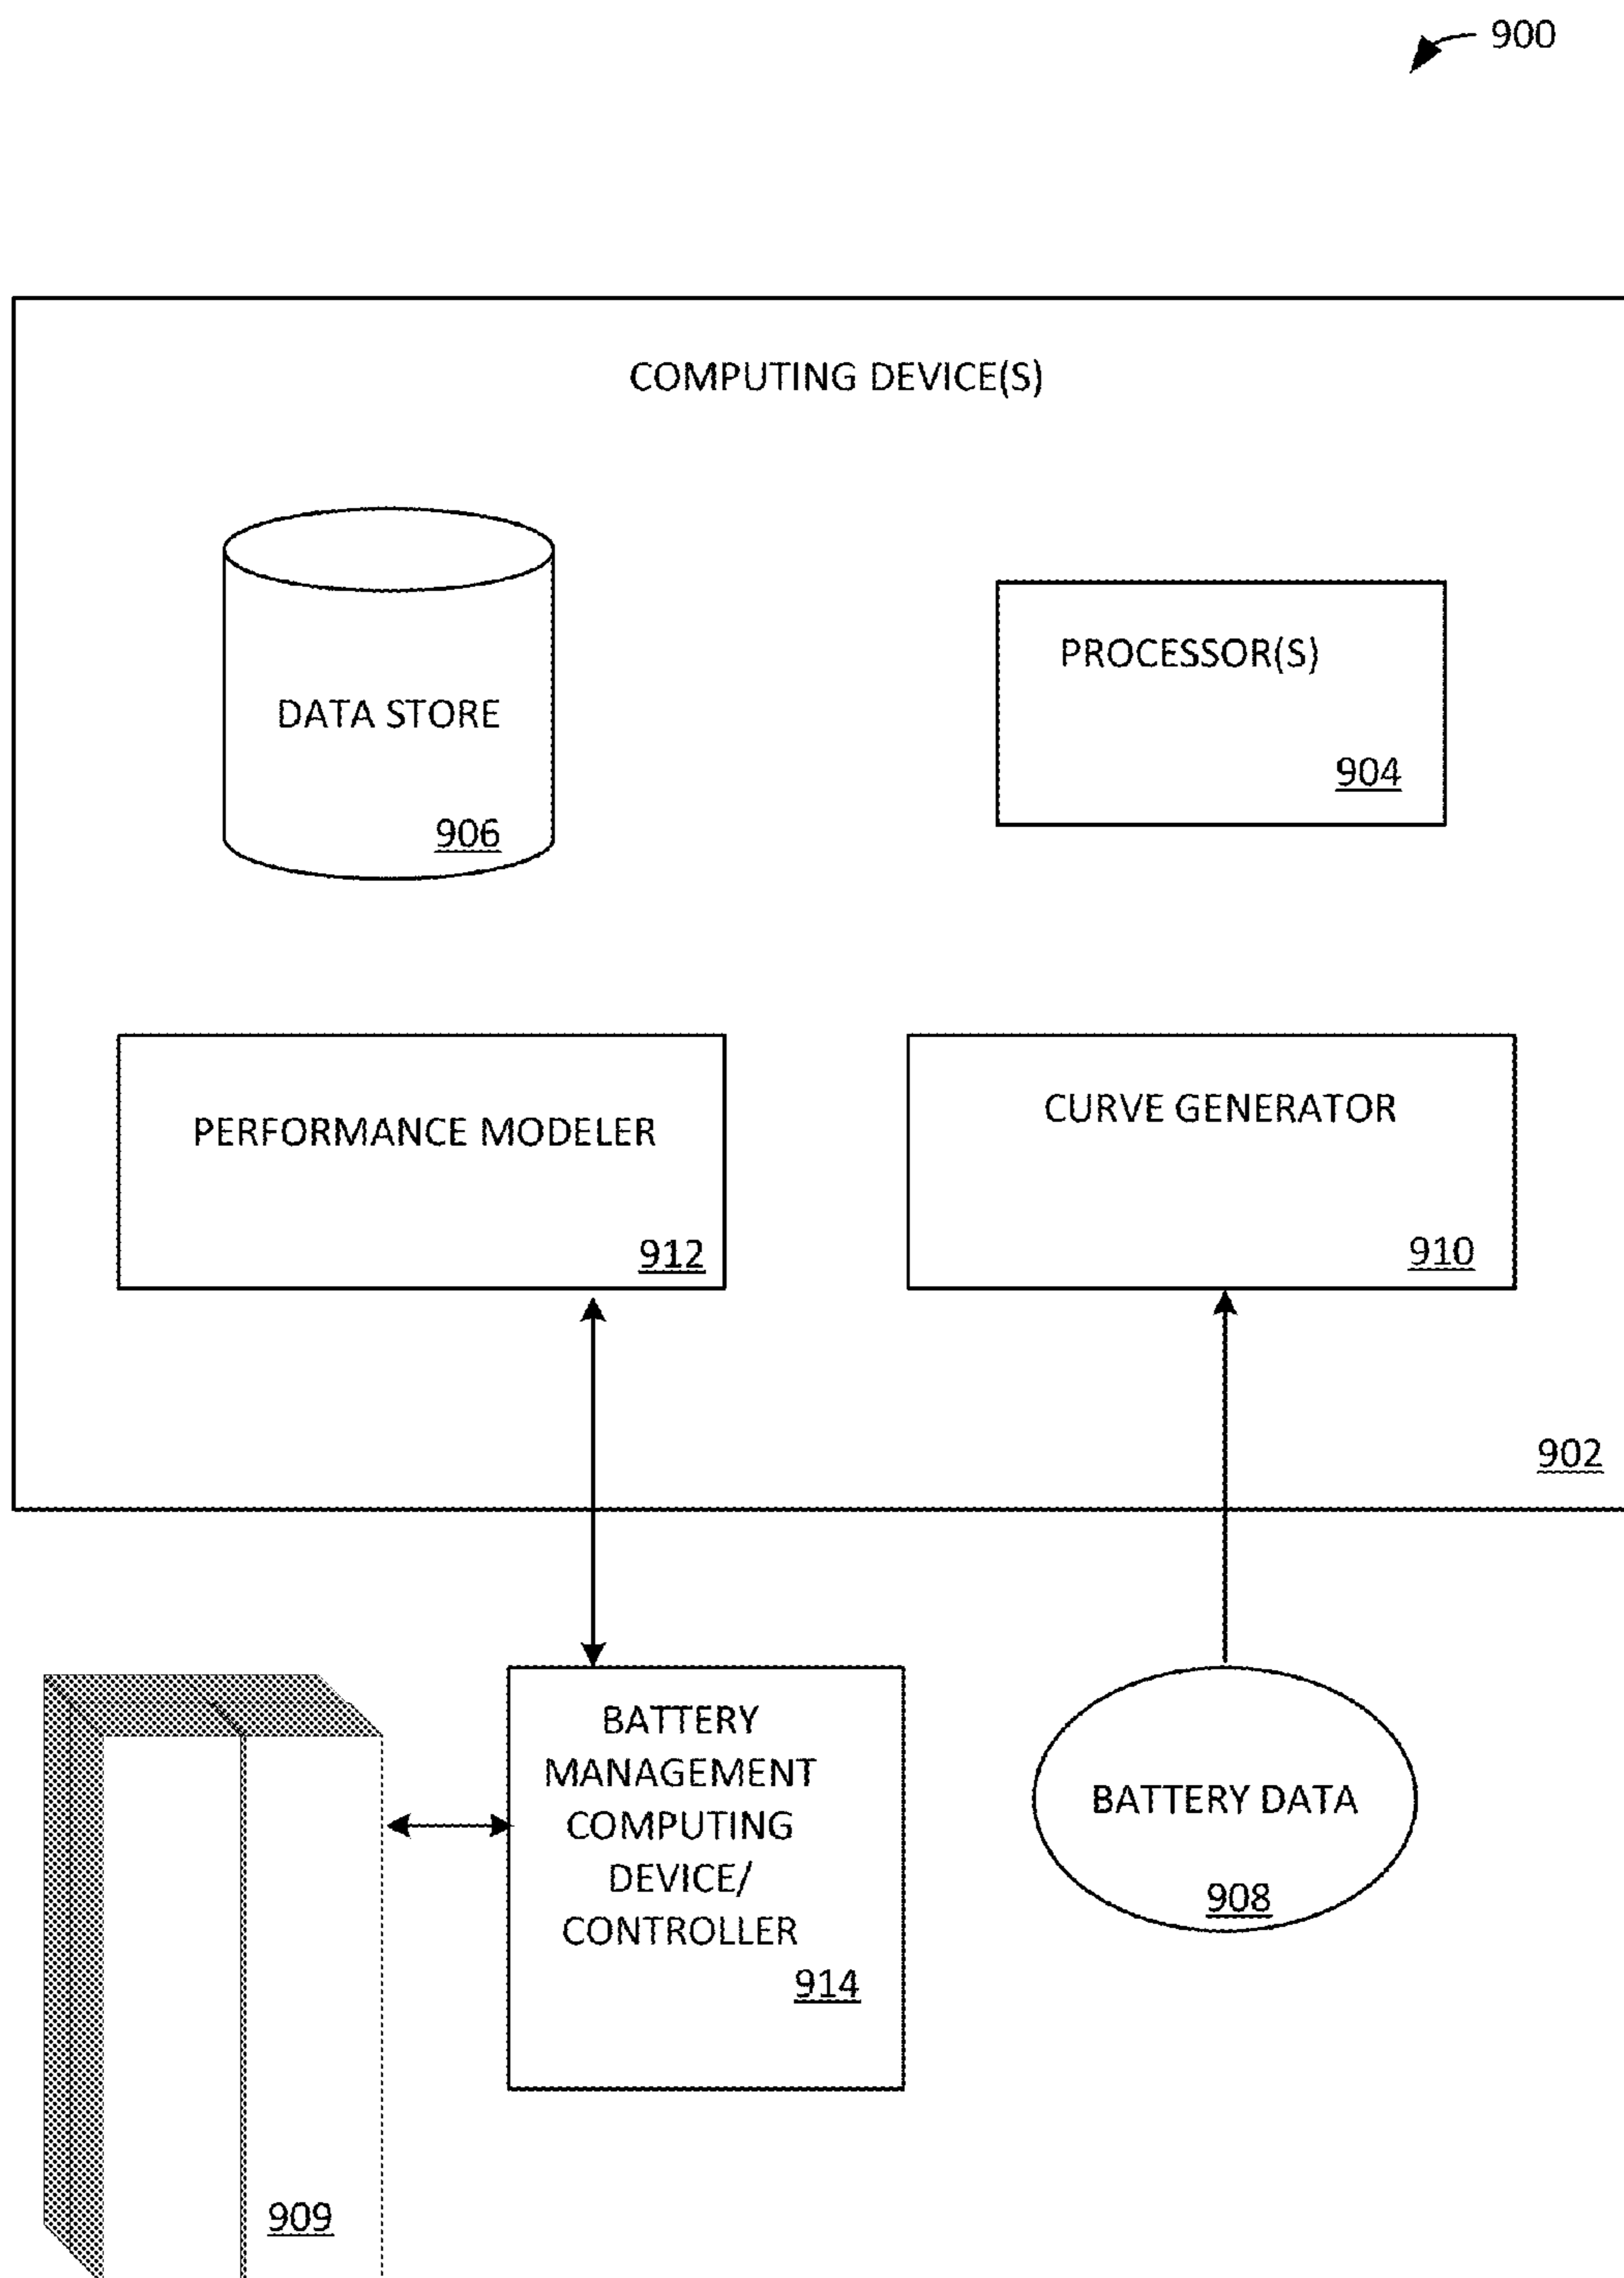 900
COMPUTING DEVICE(S)
DATA STORE
906
PROCESSOR(S)
904
PERFORMANCE MODELER
912
CURVE GENERATOR
910
902
BATTERY
MANAGEMENT
COMPUTING
DEVICE/
CONTROLLER
914
BATTERY DATA
908
909